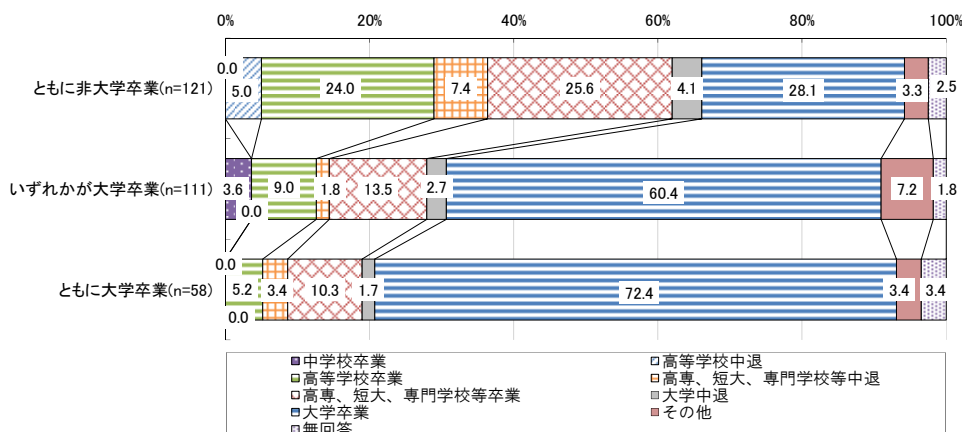 0% 20% 40% 60% 80% 100%
ともに非大学卒業(n=121) 0.0 5.0 24.0 7.4 25.6 4.1 28.1 3.3 2.5
いずれかが大学卒業(n=111) 3.6 0.0 9.0 1.8 13.5 2.7 60.4 7.2 1.8
ともに大学卒業(n=58) 0.0 0.0 5.2 3.4 10.3 1.7 72.4 3.4 3.4
中学校卒業 高等学校中退
高等学校卒業 高専、短大、専門学校等中退
高専、短大、専門学校等卒業 大学中退
大学卒業 その他
無回答